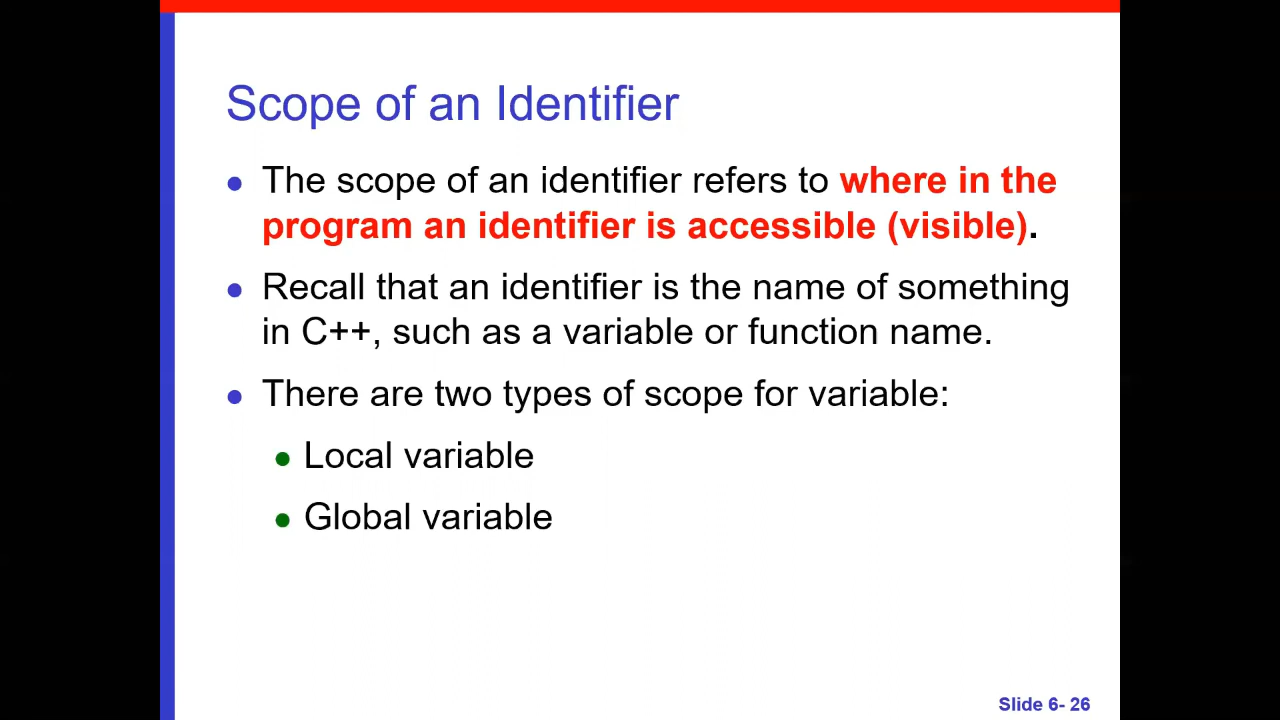 Scope of an Identifier
● The scope of an identifier refers to where in the
program an identifier is accessible (visible).
● Recall that an identifier is the name of something
in C++, such as a variable or function name.
● There are two types of scope for variable:
● Local variable
● Global variable
Slide 6- 26